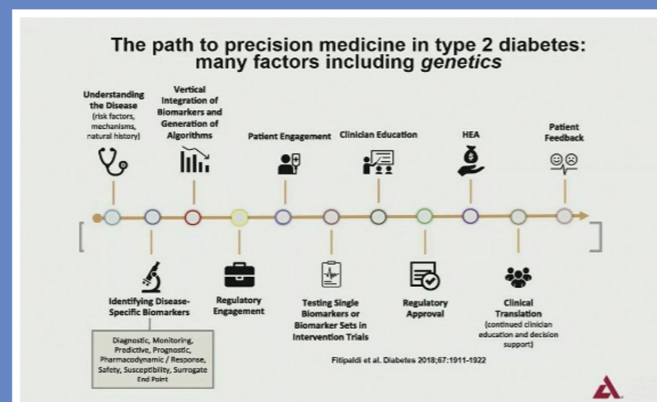 The path to precision medicine in type 2 diabetes:
many factors including genetics
Understanding
the Disease
(risk factors,
mechanisms,
natural history)
Vertical
Integration of
Biomarkers and
Generation of
Algorithms
Patient Engagement
Clinician Education
HEA
Patient
Feedback
Identifying Disease-
Specific Biomarkers
Diagnostic, Monitoring,
Predictive, Prognostic,
Pharmacodynamic / Response,
Safety, Susceptibility, Surrogate
End Point
Regulatory
Engagement
Testing Single
Biomarkers or
Biomarker Sets in
Intervention Trials
Regulatory
Approval
Clinical
Translation
(continued clinician
education and decision
support)
Fitipaldi et al. Diabetes 2018;67:1911-1922